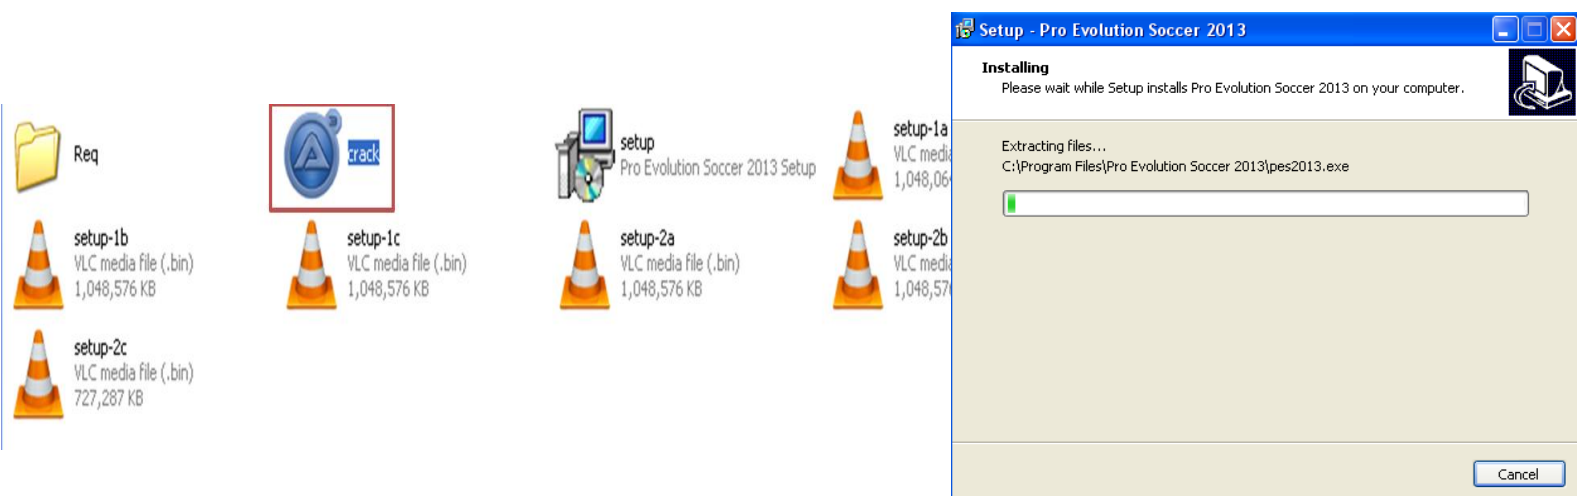 Req
crack
setup
Pro Evolution Soccer 2013 Setup
setup-1a
VLC media
1,048,06
setup-1b
VLC media file (.bin)
1,048,576 KB
setup-1c
VLC media file (.bin)
1,048,576 KB
setup-2a
VLC media file (.bin)
1,048,576 KB
setup-2b
VLC media
1,048,57
setup-2c
VLC media file (.bin)
727,287 KB
Setup - Pro Evolution Soccer 2013
Installing
Please wait while Setup installs Pro Evolution Soccer 2013 on your computer.
Extracting files...
C:\Program Files\Pro Evolution Soccer 2013\pes2013.exe
Cancel